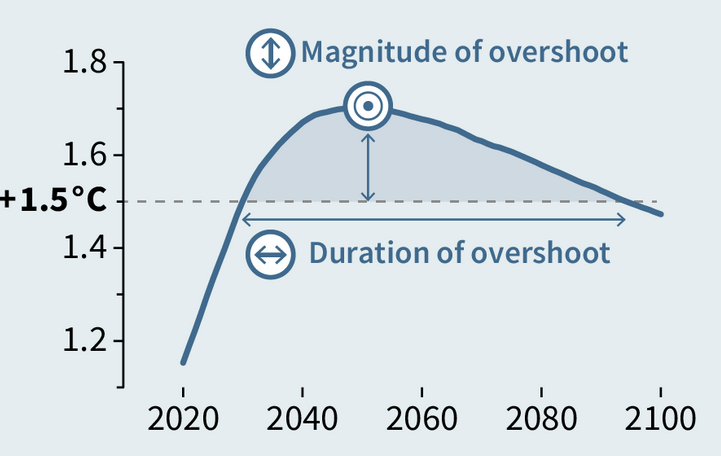 Magnitude of overshoot
1.8
1.6
+1.5°C
1.4
Duration of overshoot
1.2
2020 2040 2060 2080 2100